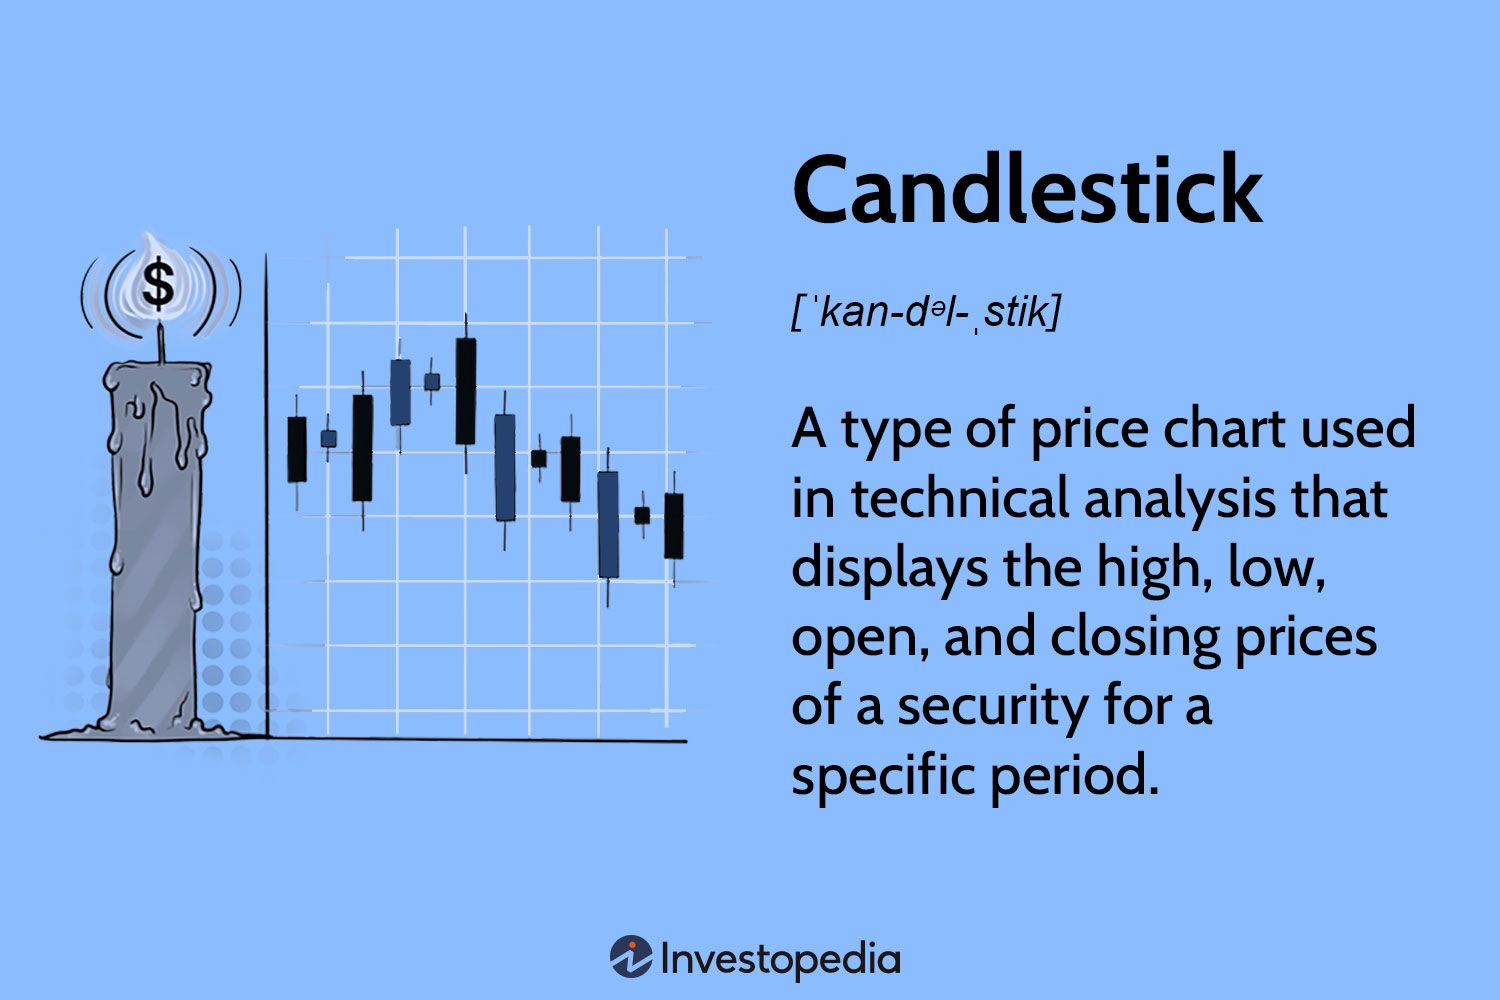 $
Candlestick
[ˈkan-dᵊl-ˌstik]
A type of price chart used
in technical analysis that
displays the high, low,
open, and closing prices
of a security for a
specific period.
Investopedia